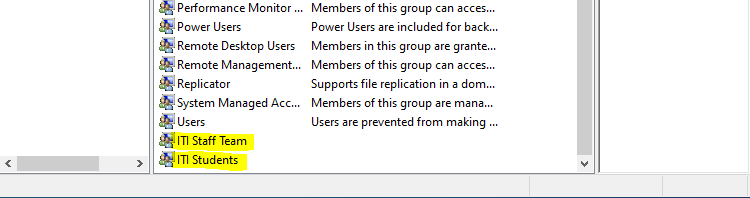 Performance Monitor ... Members of this group can acces...
Power Users Power Users are included for back...
Remote Desktop Users Members in this group are grante...
Remote Management... Members of this group can acces...
Replicator Supports file replication in a dom...
System Managed Acc... Members of this group are mana...
Users Users are prevented from making ...
ITI Staff Team
ITI Students